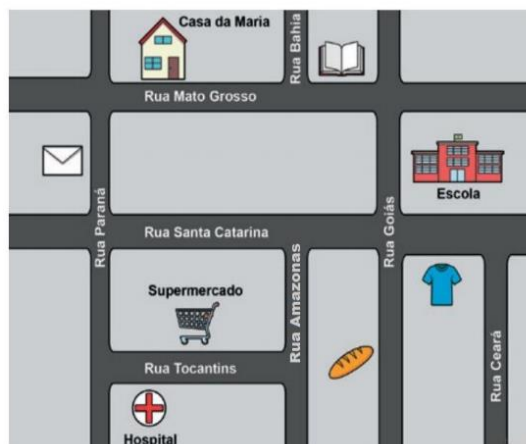 Casa da Maria
Rua Bahia
Rua Mato Grosso
Escola
Rua Paraná
Rua Santa Catarina
Rua Goiás
Supermercado
Rua Amazonas
Rua Tocantins
Rua Ceará
Hospital